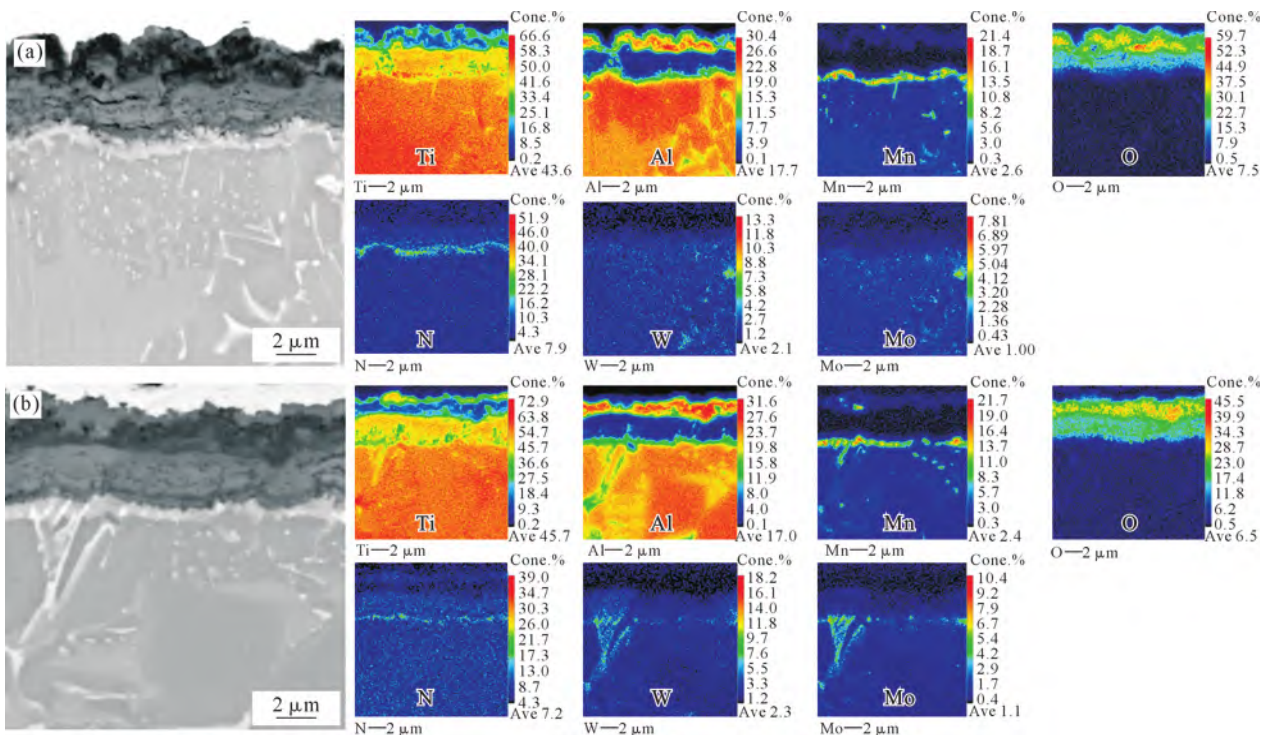 (a)
2 μm
Cone.%
66.6
58.3
50.0
41.6
33.4
25.1
16.8
8.5
0.2
Ave 43.6
Ti
Ti—2 μm
Cone.%
30.4
26.6
22.8
19.0
15.3
11.5
7.7
3.9
0.1
Ave 17.7
Al
Al—2 μm
Cone.%
21.4
18.7
16.1
13.5
10.8
8.2
5.6
3.0
0.3
Ave 2.6
Mn
Mn—2 μm
Cone.%
59.7
52.3
44.9
37.5
30.1
22.7
15.3
7.9
0.5
Ave 7.5
O
O—2 μm
Cone.%
51.9
46.0
40.0
34.1
28.1
22.2
16.2
10.3
4.3
Ave 7.9
N
N—2 μm
Cone.%
13.3
11.8
10.3
8.8
7.3
5.8
4.2
2.7
1.2
Ave 2.1
W
W—2 μm
Cone.%
7.81
6.89
5.97
5.04
4.12
3.20
2.28
1.36
0.43
Ave 1.00
Mo
Mo—2 μm
(b)
2 μm
Cone.%
72.9
63.8
54.7
45.7
36.6
27.5
18.4
9.3
0.2
Ave 45.7
Ti
Ti—2 μm
Cone.%
31.6
27.6
23.7
19.8
15.8
11.9
8.0
4.0
0.1
Ave 17.0
Al
Al—2 μm
Cone.%
21.7
19.0
16.4
13.7
11.0
8.3
5.7
3.0
0.3
Ave 2.4
Mn
Mn—2 μm
Cone.%
45.5
39.9
34.3
28.7
23.0
17.4
11.8
6.2
0.5
Ave 6.5
O
O—2 μm
Cone.%
39.0
34.7
30.3
26.0
21.7
17.3
13.0
8.7
4.3
Ave 7.2
N
N—2 μm
Cone.%
18.2
16.1
14.0
11.8
9.7
7.6
5.5
3.3
1.2
Ave 2.3
W
W—2 μm
Cone.%
10.4
9.2
7.9
6.7
5.4
4.2
2.9
1.7
0.4
Ave 1.1
Mo
Mo—2 μm